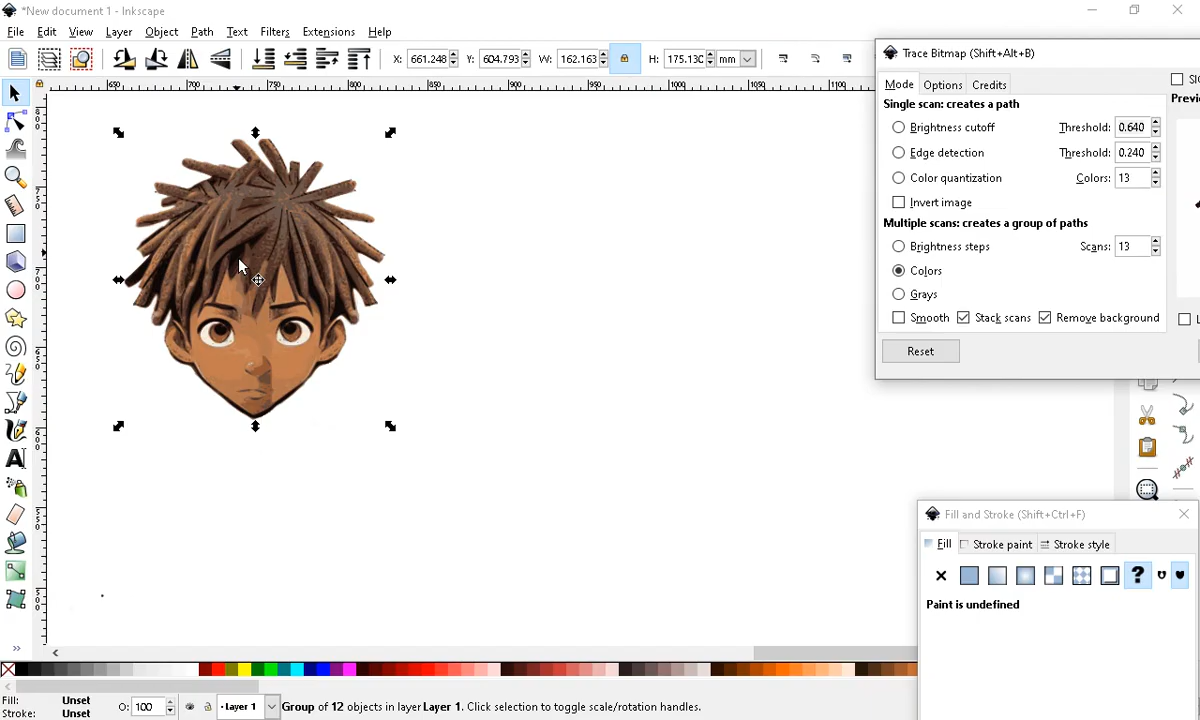 *New document 1 - Inkscape
File Edit View Layer Object Path Text Filters Extensions Help
X: 661.248 Y: 604.793 W: 162.163 H: 175.130 mm
Trace Bitmap (Shift+Alt+B)
Mode Options Credits
Single scan: creates a path
Brightness cutoff Threshold: 0.640
Edge detection Threshold: 0.240
Color quantization Colors: 13
Invert image
Multiple scans: creates a group of paths
Brightness steps Scans: 13
Colors
Grays
Smooth Stack scans Remove background
Reset
Fill and Stroke (Shift+Ctrl+F)
Fill Stroke paint Stroke style
Paint is undefined
Fill: Unset
Stroke: Unset
O: 100
Layer 1
Group of 12 objects in layer Layer 1. Click selection to toggle scale/rotation handles.